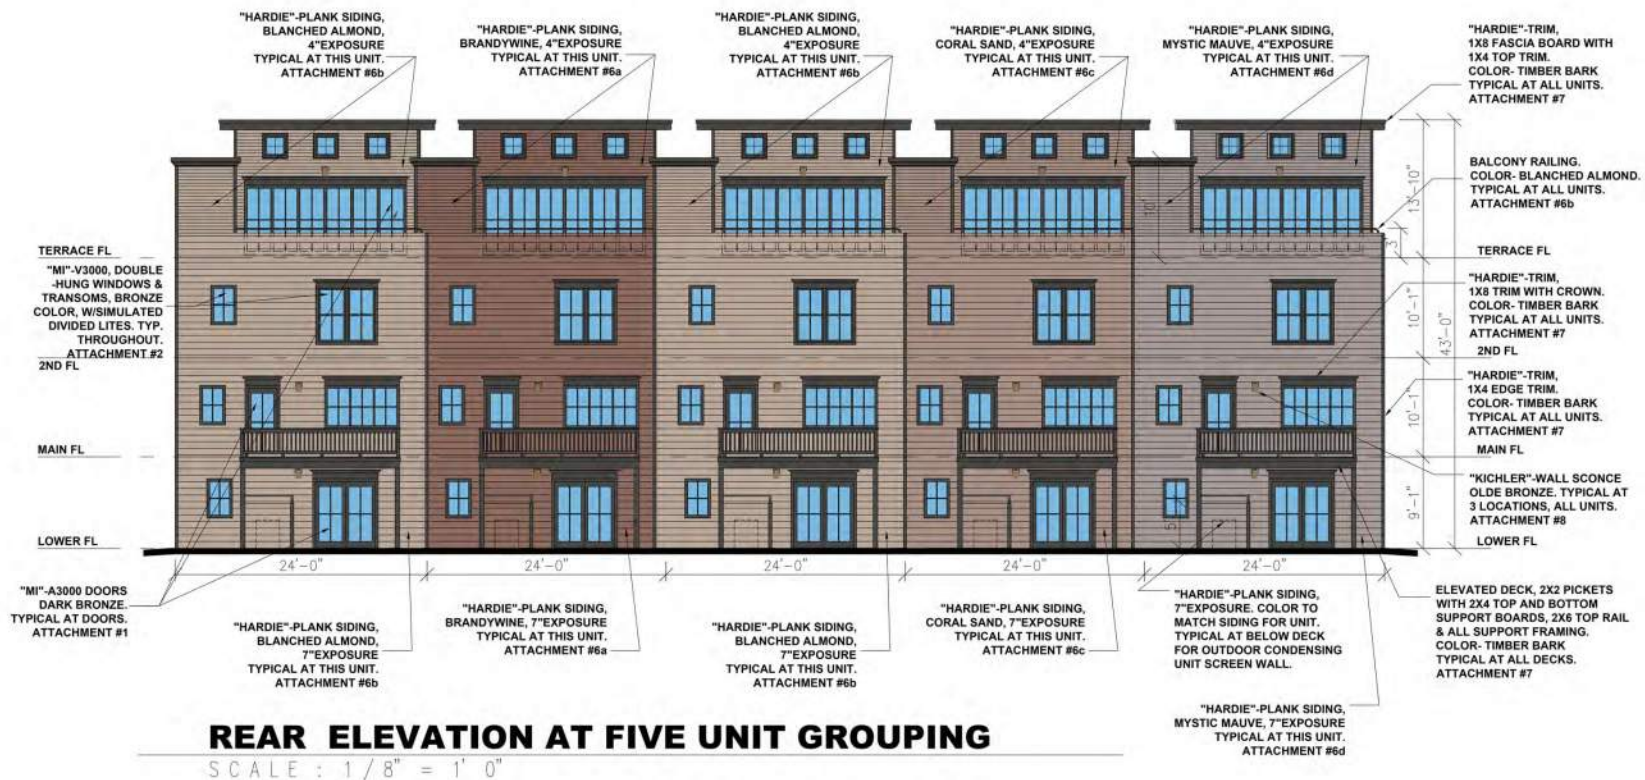 "HARDIE"-PLANK SIDING,
BLANCHED ALMOND,
4"EXPOSURE
TYPICAL AT THIS UNIT.
ATTACHMENT #6b
"HARDIE"-PLANK SIDING,
BRANDYWINE, 4"EXPOSURE
TYPICAL AT THIS UNIT.
ATTACHMENT #6a
"HARDIE"-PLANK SIDING,
BLANCHED ALMOND,
4"EXPOSURE
TYPICAL AT THIS UNIT.
ATTACHMENT #6b
"HARDIE"-PLANK SIDING,
CORAL SAND, 4"EXPOSURE
TYPICAL AT THIS UNIT.
ATTACHMENT #6c
"HARDIE"-PLANK SIDING,
MYSTIC MAUVE, 4"EXPOSURE
TYPICAL AT THIS UNIT.
ATTACHMENT #6d
"HARDIE"-TRIM,
1X8 FASCIA BOARD WITH
1X4 TOP TRIM.
COLOR- TIMBER BARK
TYPICAL AT ALL UNITS.
ATTACHMENT #7
BALCONY RAILING.
COLOR- BLANCHED ALMOND.
TYPICAL AT ALL UNITS.
ATTACHMENT #6b
TERRACE FL
"HARDIE"-TRIM,
1X8 TRIM WITH CROWN.
COLOR- TIMBER BARK
TYPICAL AT ALL UNITS.
ATTACHMENT #7
2ND FL
"HARDIE"-TRIM,
1X4 EDGE TRIM.
COLOR- TIMBER BARK
TYPICAL AT ALL UNITS.
ATTACHMENT #7
MAIN FL
"KICHLER"-WALL SCONCE
OLDE BRONZE. TYPICAL AT
3 LOCATIONS, ALL UNITS.
ATTACHMENT #8
LOWER FL
13'-10"
3'
10'-1"
43'-0"
10'-1"
9'-1"
10'
5'
TERRACE FL
"MI"-V3000, DOUBLE
-HUNG WINDOWS &
TRANSOMS, BRONZE
COLOR, W/SIMULATED
DIVIDED LITES. TYP.
THROUGHOUT.
ATTACHMENT #2
2ND FL
MAIN FL
LOWER FL
24'-0"
24'-0"
24'-0"
24'-0"
24'-0"
"MI"-A3000 DOORS
DARK BRONZE.
TYPICAL AT DOORS.
ATTACHMENT #1
"HARDIE"-PLANK SIDING,
BLANCHED ALMOND,
7"EXPOSURE
TYPICAL AT THIS UNIT.
ATTACHMENT #6b
"HARDIE"-PLANK SIDING,
BRANDYWINE, 7"EXPOSURE
TYPICAL AT THIS UNIT.
ATTACHMENT #6a
"HARDIE"-PLANK SIDING,
BLANCHED ALMOND,
7"EXPOSURE
TYPICAL AT THIS UNIT.
ATTACHMENT #6b
"HARDIE"-PLANK SIDING,
CORAL SAND, 7"EXPOSURE
TYPICAL AT THIS UNIT.
ATTACHMENT #6c
"HARDIE"-PLANK SIDING,
7"EXPOSURE. COLOR TO
MATCH SIDING FOR UNIT.
TYPICAL AT BELOW DECK
FOR OUTDOOR CONDENSING
UNIT SCREEN WALL.
ELEVATED DECK, 2X2 PICKETS
WITH 2X4 TOP AND BOTTOM
SUPPORT BOARDS, 2X6 TOP RAIL
& ALL SUPPORT FRAMING.
COLOR- TIMBER BARK
TYPICAL AT ALL DECKS.
ATTACHMENT #7
"HARDIE"-PLANK SIDING,
MYSTIC MAUVE, 7"EXPOSURE
TYPICAL AT THIS UNIT.
ATTACHMENT #6d
REAR ELEVATION AT FIVE UNIT GROUPING
SCALE : 1/8" = 1' 0"